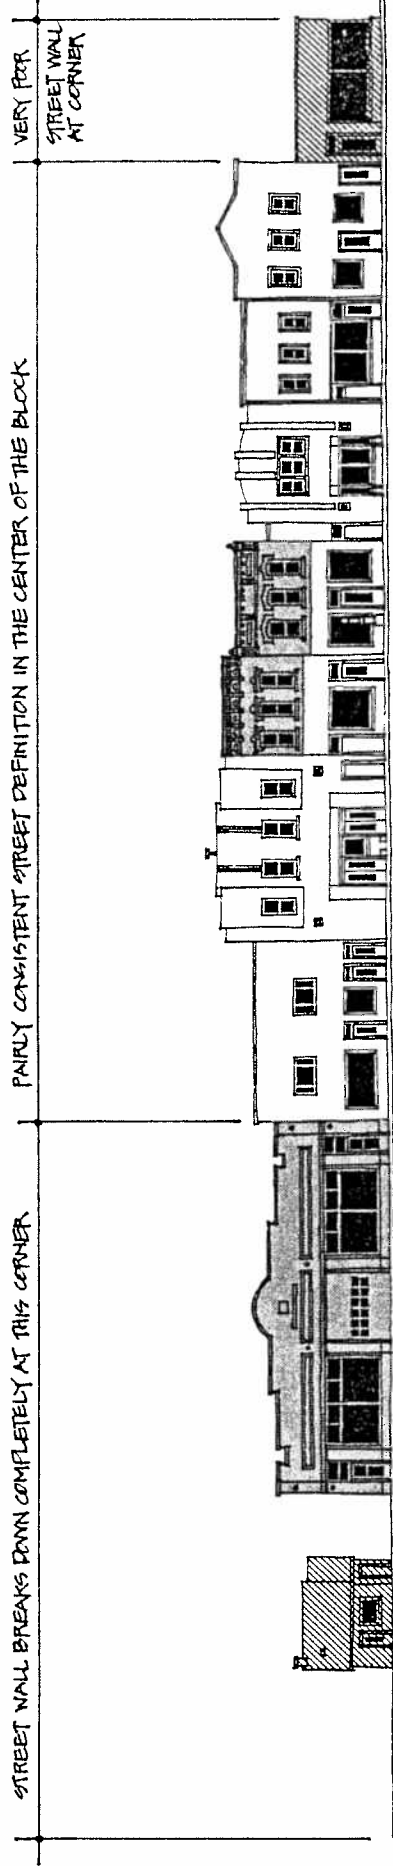 STREET WALL BREAKS DOWN COMPLETELY AT THIS CORNER
FAIRLY CONSISTENT STREET DEFINITION IN THE CENTER OF THE BLOCK
VERY POOR
STREET WALL
AT CORNER